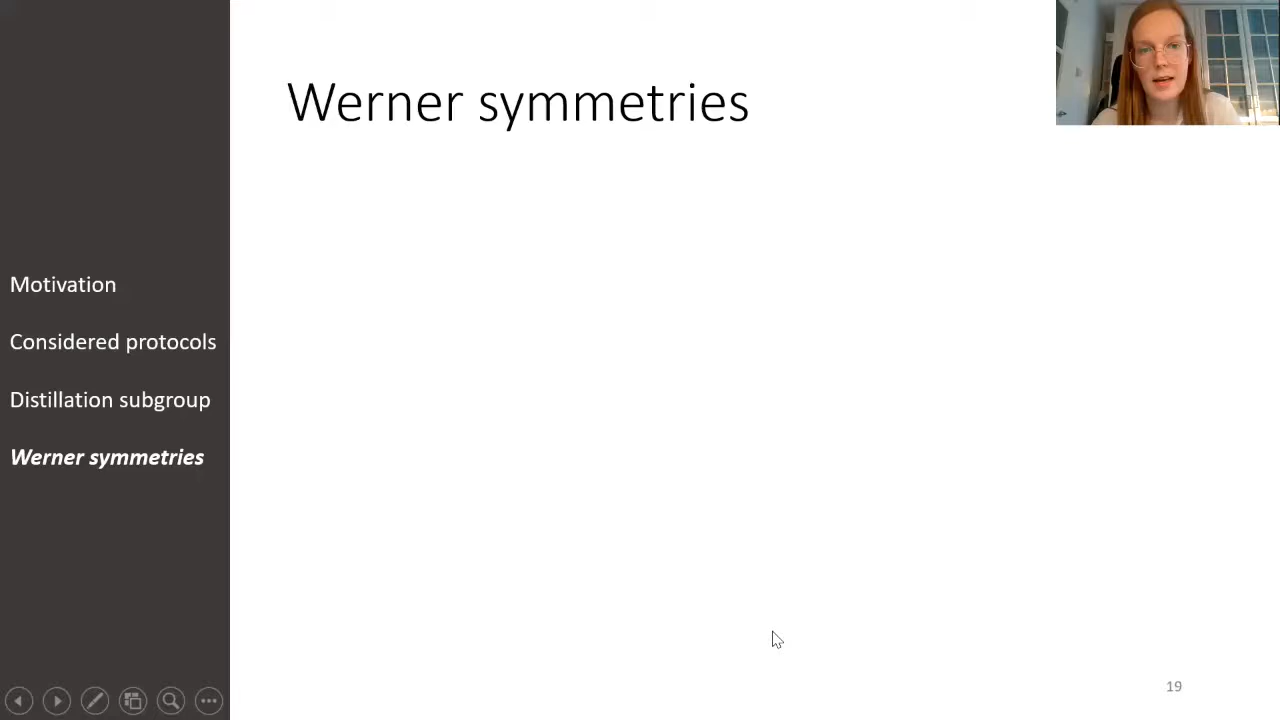 Werner symmetries
Motivation
Considered protocols
Distillation subgroup
Werner symmetries
19